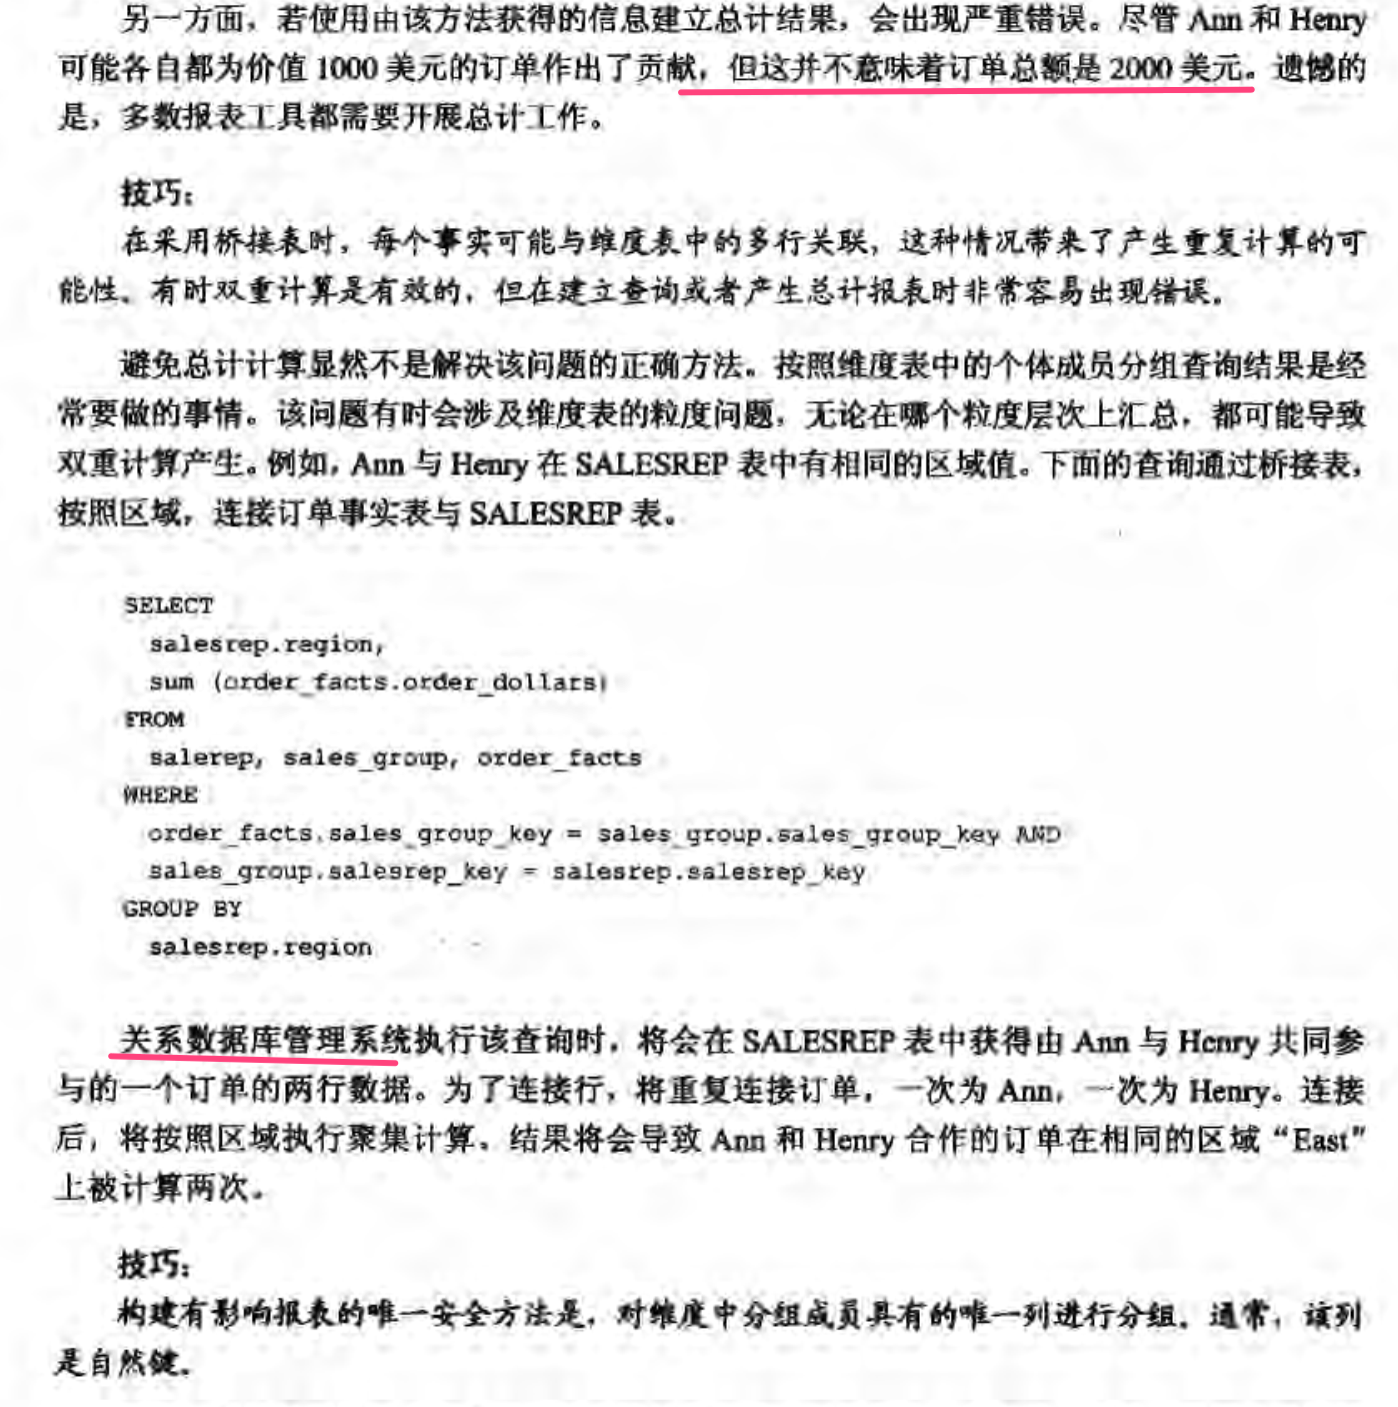 另一方面，若使用由该方法获得的信息建立总计结果，会出现严重错误。尽管 Ann 和 Henry
可能各自都为价值 1000 美元的订单作出了贡献，但这并不意味着订单总额是 2000 美元。遗憾的
是，多数报表工具都需要开展总计工作。
技巧：
在采用桥接表时，每个事实可能与维度表中的多行关联，这种情况带来了产生重复计算的可
能性。有时双重计算是有效的，但在建立查询或者产生总计报表时非常容易出现错误。
避免总计计算显然不是解决该问题的正确方法。按照维度表中的个体成员分组查询结果是经
常要做的事情。该问题有时会涉及维度表的粒度问题，无论在哪个粒度层次上汇总，都可能导致
双重计算产生。例如，Ann 与 Henry 在 SALESREP 表中有相同的区域值。下面的查询通过桥接表，
按照区域，连接订单事实表与 SALESREP 表。
SELECT
salesrep.region,
sum (order_facts.order_dollars)
FROM
salerep, sales_group, order_facts
WHERE
order_facts.sales_group_key = sales_group.sales_group_key AND
sales_group.salesrep_key = salesrep.salesrep_key
GROUP BY
salesrep.region
关系数据库管理系统执行该查询时，将会在 SALESREP 表中获得由 Ann 与 Henry 共同参
与的一个订单的两行数据。为了连接行，将重复连接订单，一次为 Ann，一次为 Henry。连接
后，将按照区域执行聚集计算。结果将会导致 Ann 和 Henry 合作的订单在相同的区域“East”
上被计算两次。
技巧：
构建有影响报表的唯一安全方法是，对维度中分组成员具有的唯一列进行分组。通常，该列
是自然键。